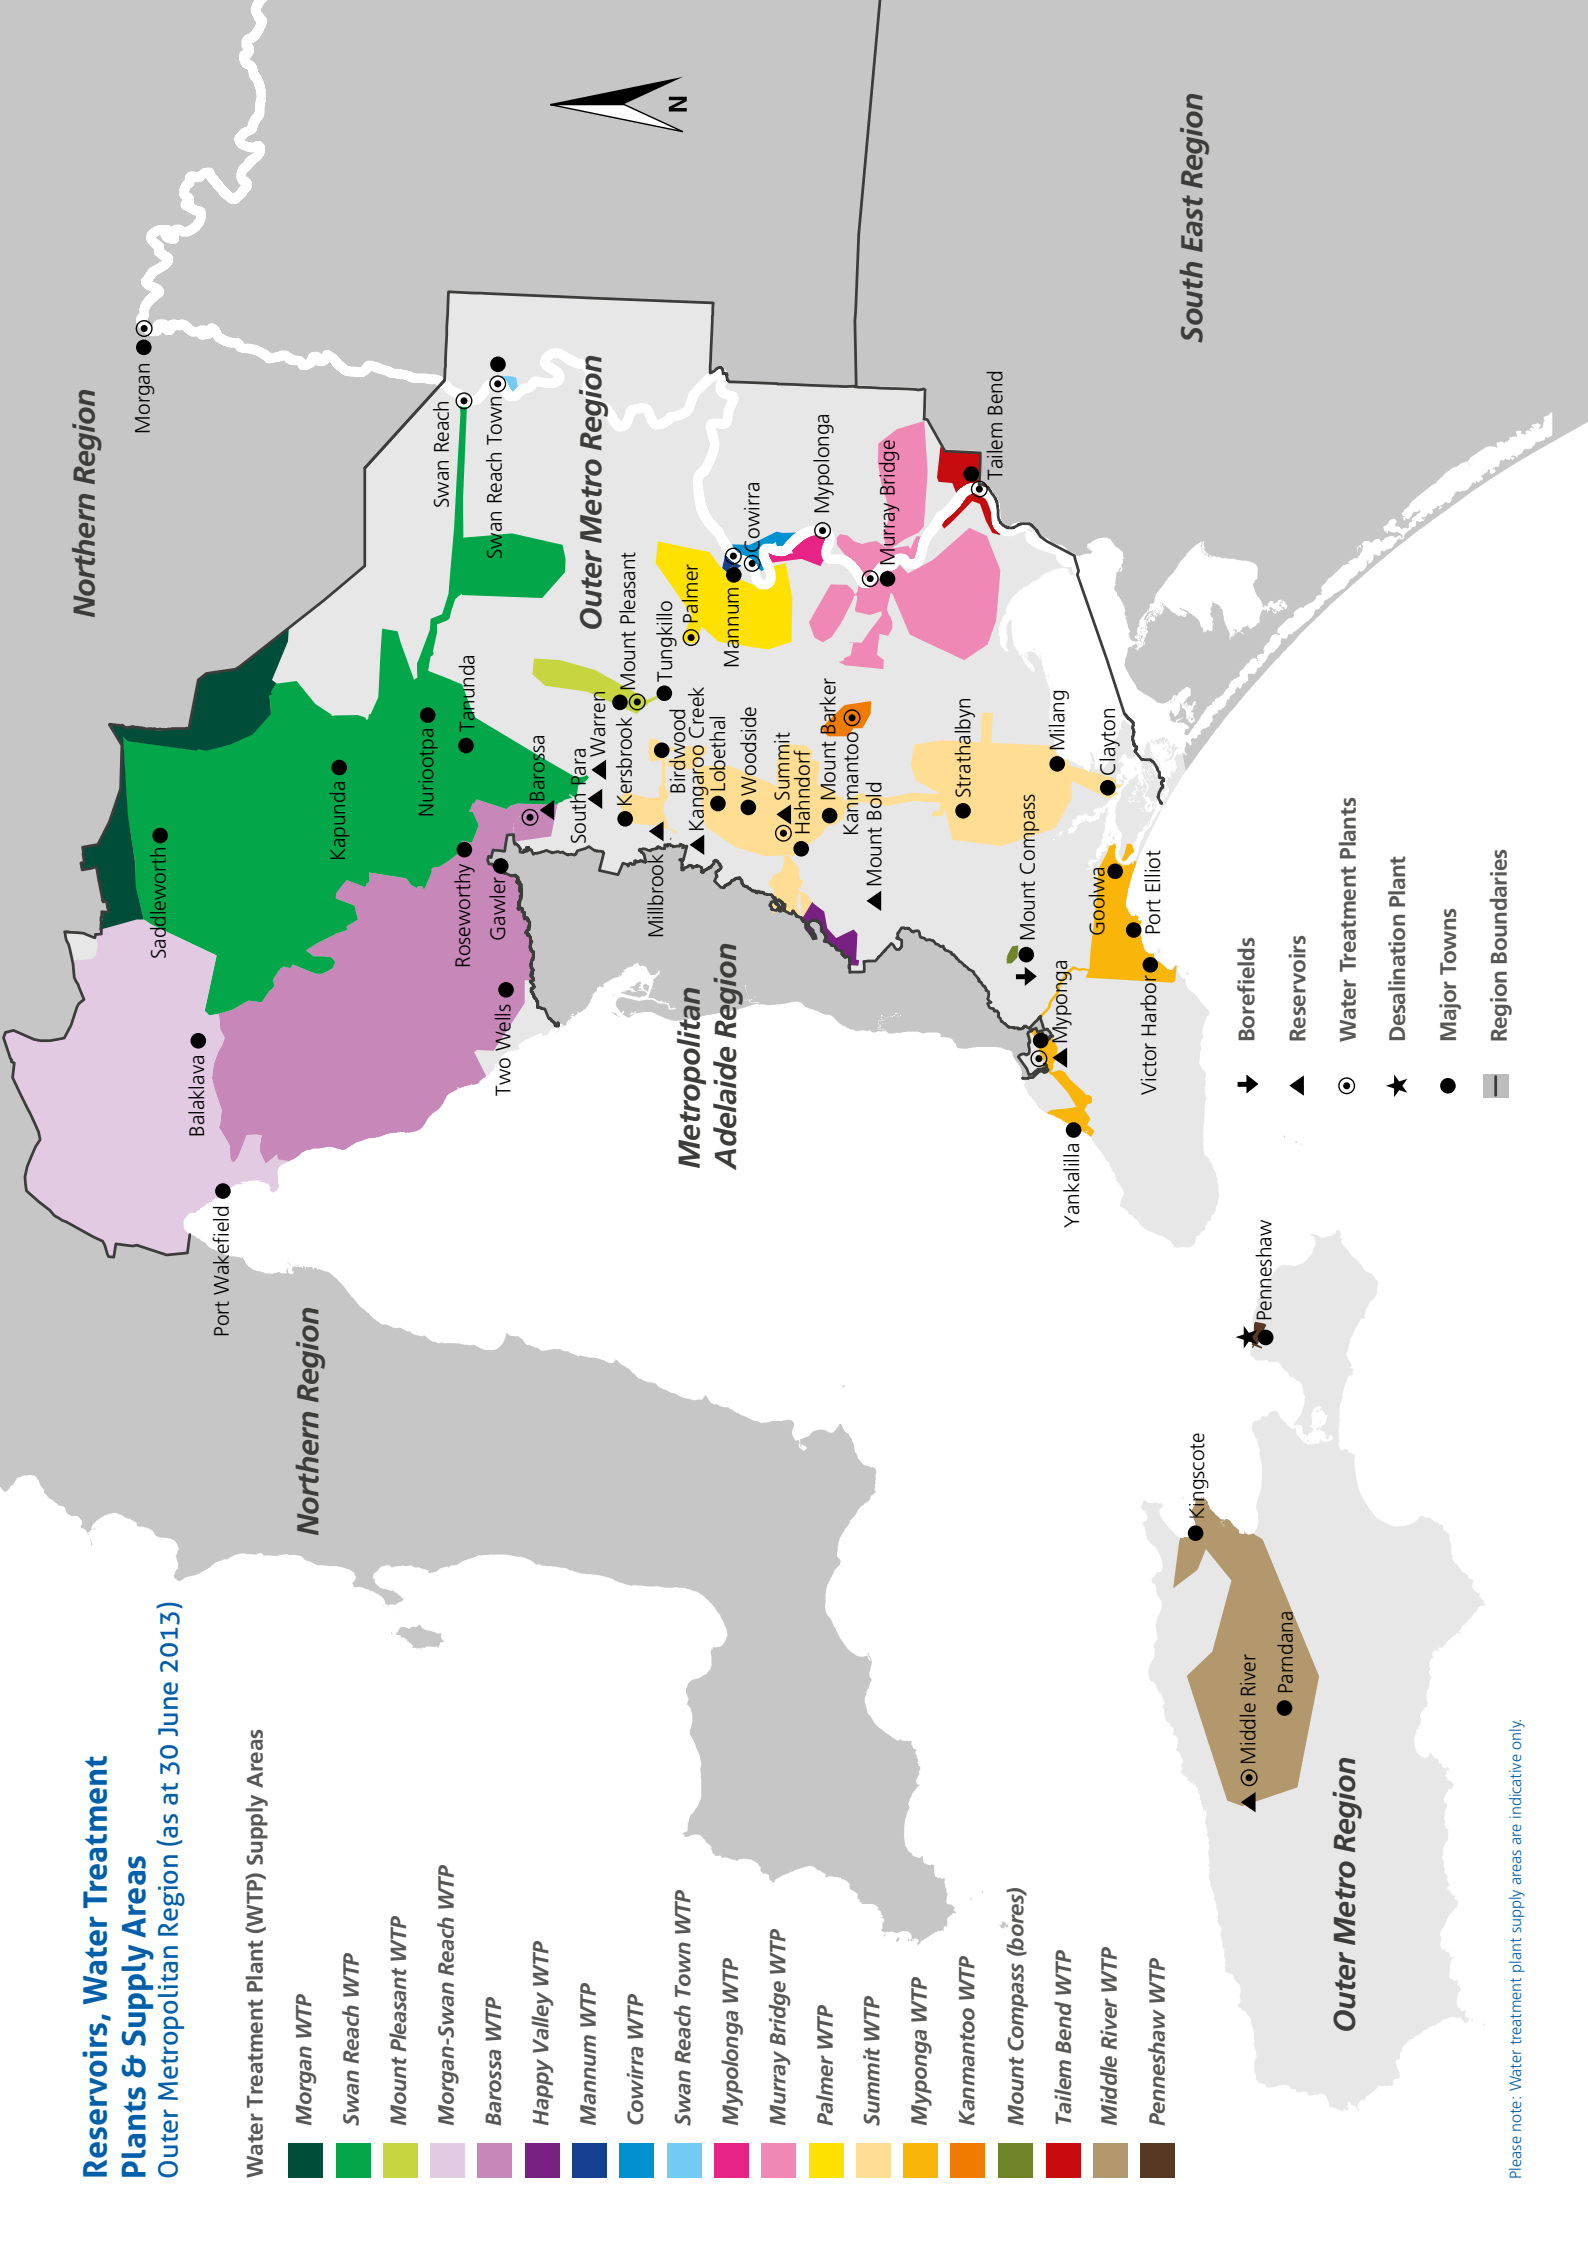 Reservoirs, Water Treatment
Plants & Supply Areas
Outer Metropolitan Region (as at 30 June 2013)
Water Treatment Plant (WTP) Supply Areas
Morgan WTP
Swan Reach WTP
Mount Pleasant WTP
Morgan-Swan Reach WTP
Barossa WTP
Happy Valley WTP
Mannum WTP
Cowirra WTP
Swan Reach Town WTP
Mypolonga WTP
Murray Bridge WTP
Palmer WTP
Summit WTP
Myponga WTP
Kanmantoo WTP
Mount Compass (bores)
Tailem Bend WTP
Middle River WTP
Penneshaw WTP
Northern Region
Northern Region
Outer Metro Region
Metropolitan
Adelaide Region
South East Region
Outer Metro Region
N
Morgan
Swan Reach
Swan Reach Town
Saddleworth
Balaklava
Port Wakefield
Kapunda
Nuriootpa
Tanunda
Roseworthy
Gawler
Two Wells
Barossa
South Para
Warren
Kersbrook
Mount Pleasant
Tungkillo
Millbrook
Birdwood
Kangaroo Creek
Lobethal
Woodside
Summit
Hahndorf
Mount Barker
Kanmantoo
Mount Bold
Palmer
Mannum
Cowirra
Mypolonga
Murray Bridge
Tailem Bend
Strathalbyn
Milang
Clayton
Mount Compass
Goolwa
Port Elliot
Victor Harbor
Myponga
Yankalilla
Penneshaw
Kingscote
Middle River
Parndana
Borefields
Reservoirs
Water Treatment Plants
Desalination Plant
Major Towns
Region Boundaries
Please note: Water treatment plant supply areas are indicative only.